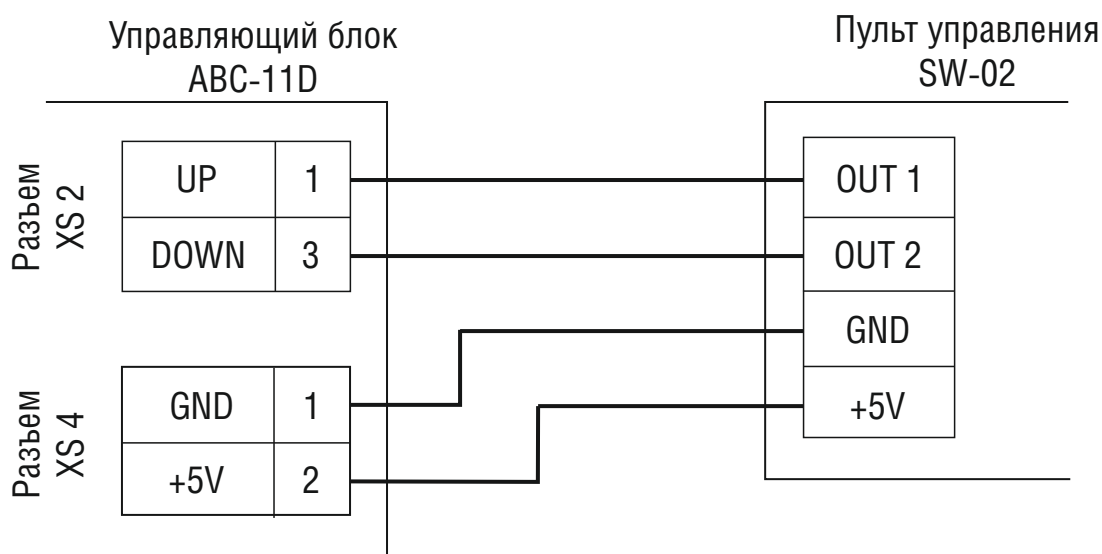 Управляющий блок
ABC-11D
Пульт управления
SW-02
Разъем
XS 2
UP 1
DOWN 3
OUT 1
OUT 2
GND
+5V
Разъем
XS 4
GND 1
+5V 2